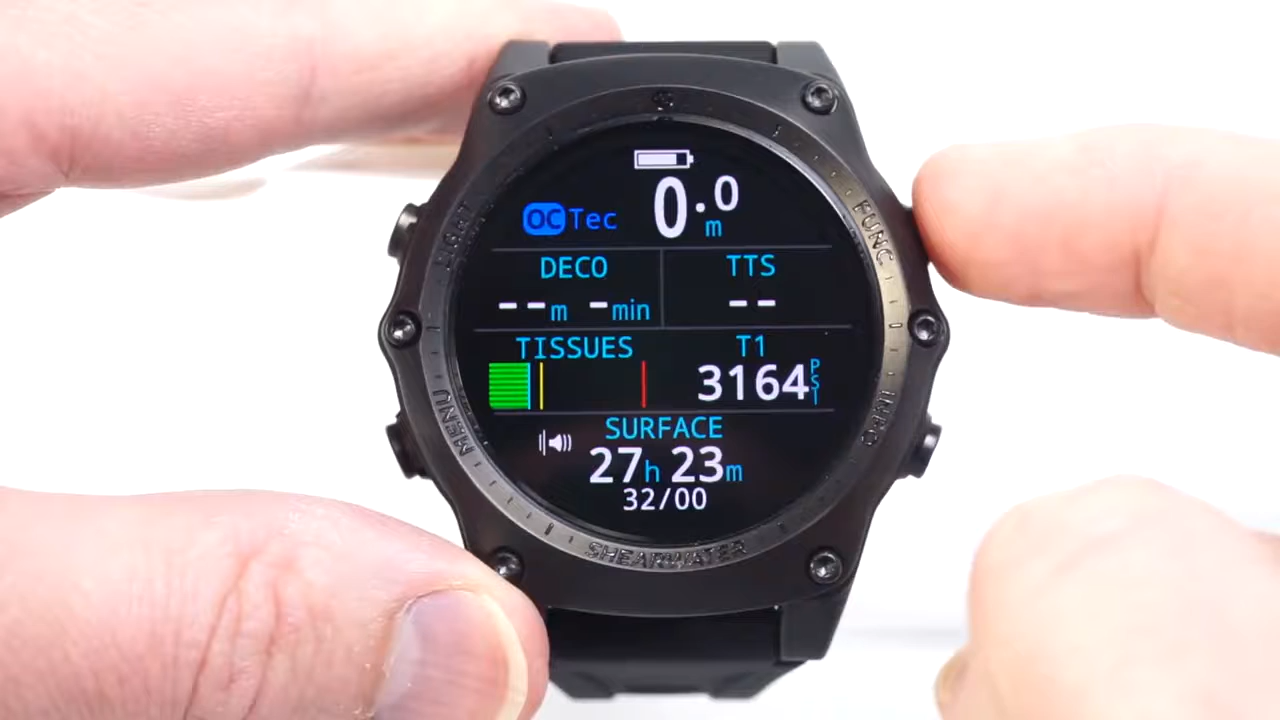 0.0
m
OC Tec
DECO
TTS
--m -min
--
TISSUES
T1
3164 PSI
SURFACE
27h 23m
32/00
FUNC
INFO
MENU
LIGHT
SHEARWATER